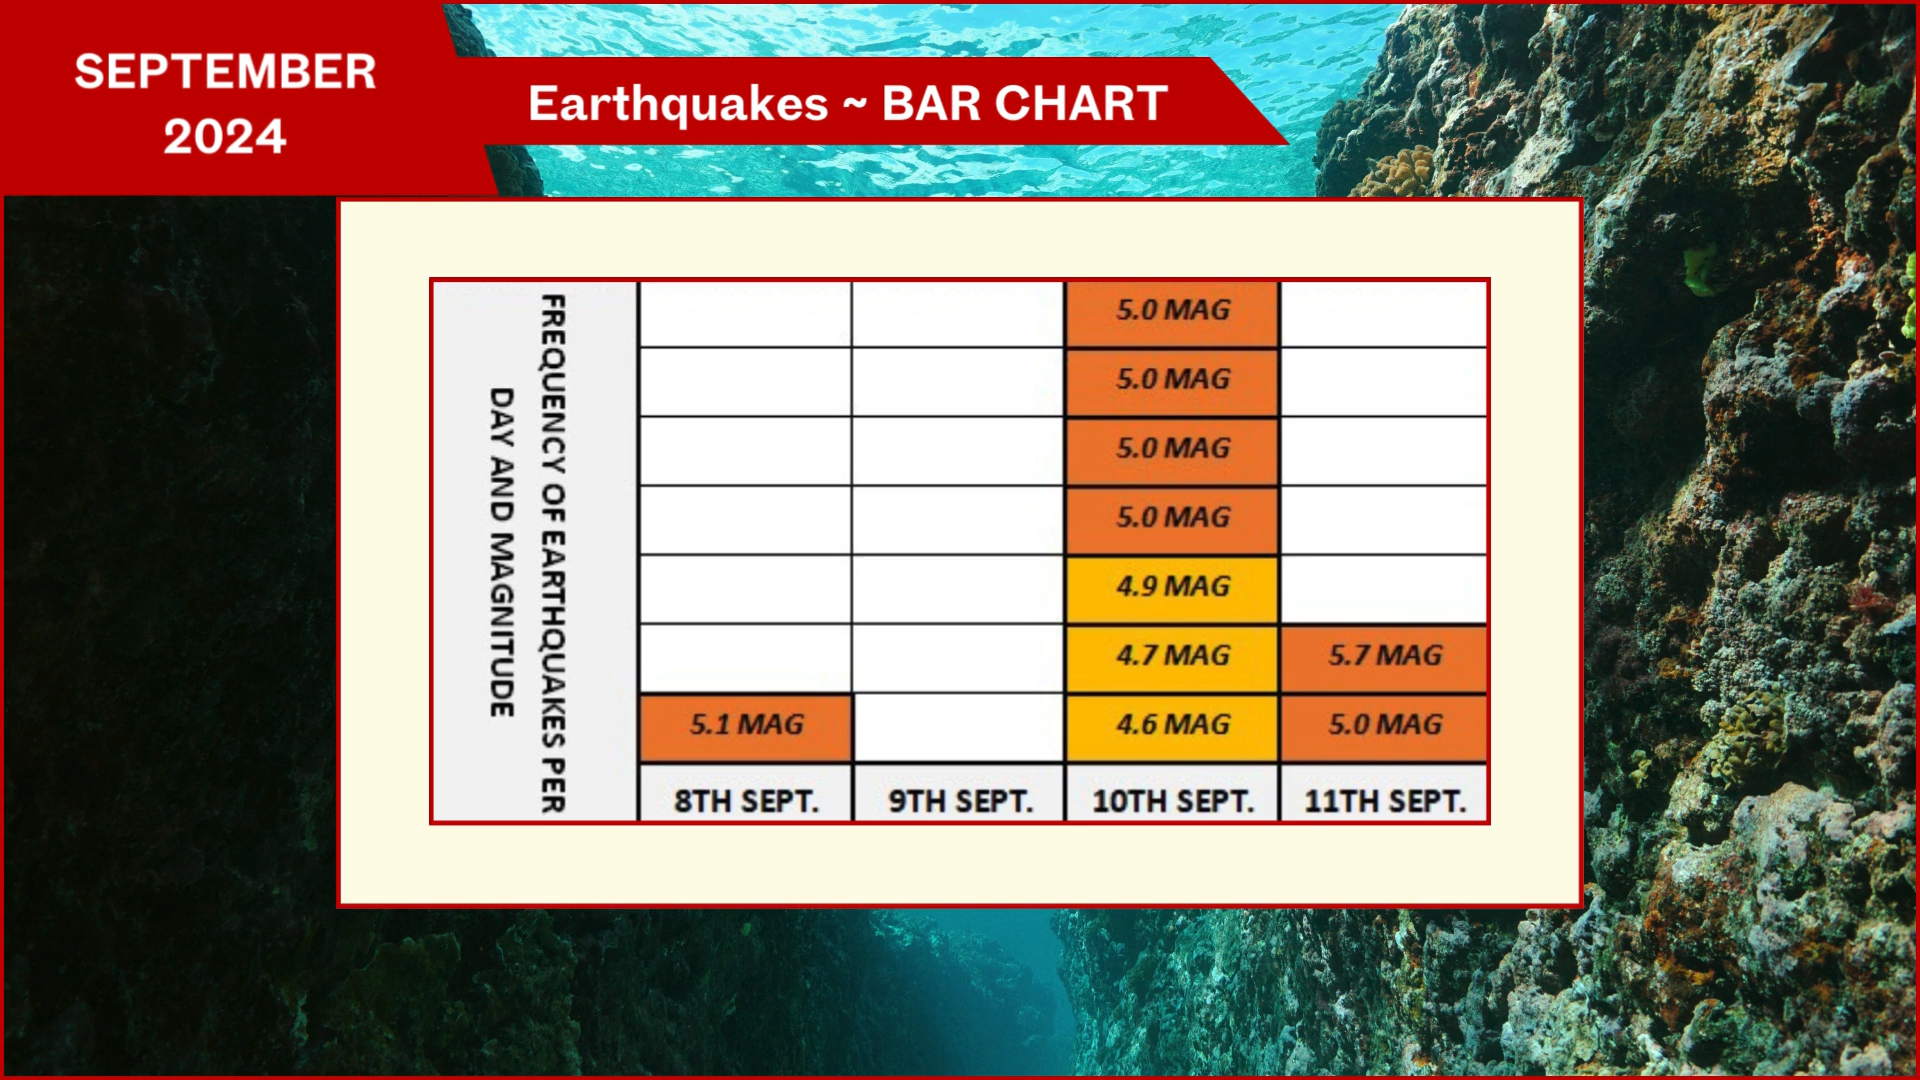 SEPTEMBER
2024
Earthquakes ~ BAR CHART
FREQUENCY OF EARTHQUAKES PER
DAY AND MAGNITUDE
5.0 MAG
5.0 MAG
5.0 MAG
5.0 MAG
4.9 MAG
4.7 MAG 5.7 MAG
5.1 MAG 4.6 MAG 5.0 MAG
8TH SEPT. 9TH SEPT. 10TH SEPT. 11TH SEPT.